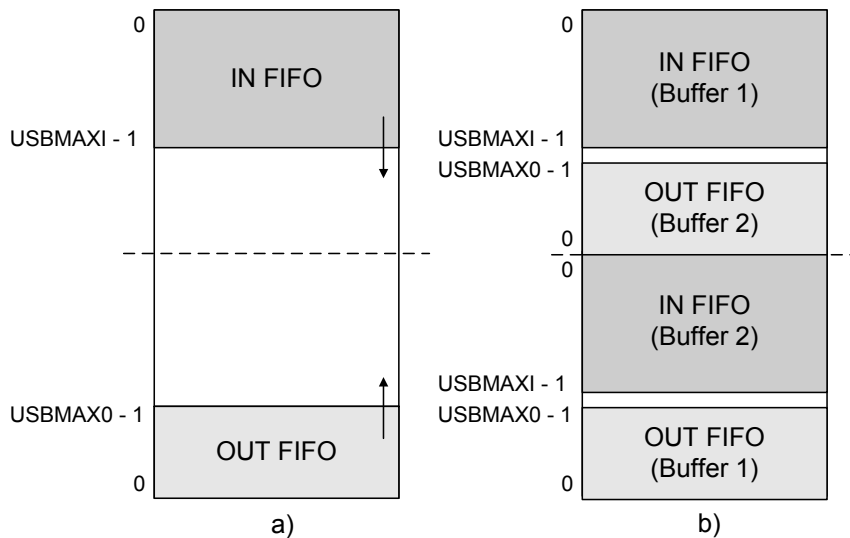 0
IN FIFO
USBMAXI - 1
USBMAX0 - 1
OUT FIFO
0
a)
0
IN FIFO
(Buffer 1)
USBMAXI - 1
USBMAX0 - 1
OUT FIFO
(Buffer 2)
0
0
IN FIFO
(Buffer 2)
USBMAXI - 1
USBMAX0 - 1
OUT FIFO
(Buffer 1)
0
b)